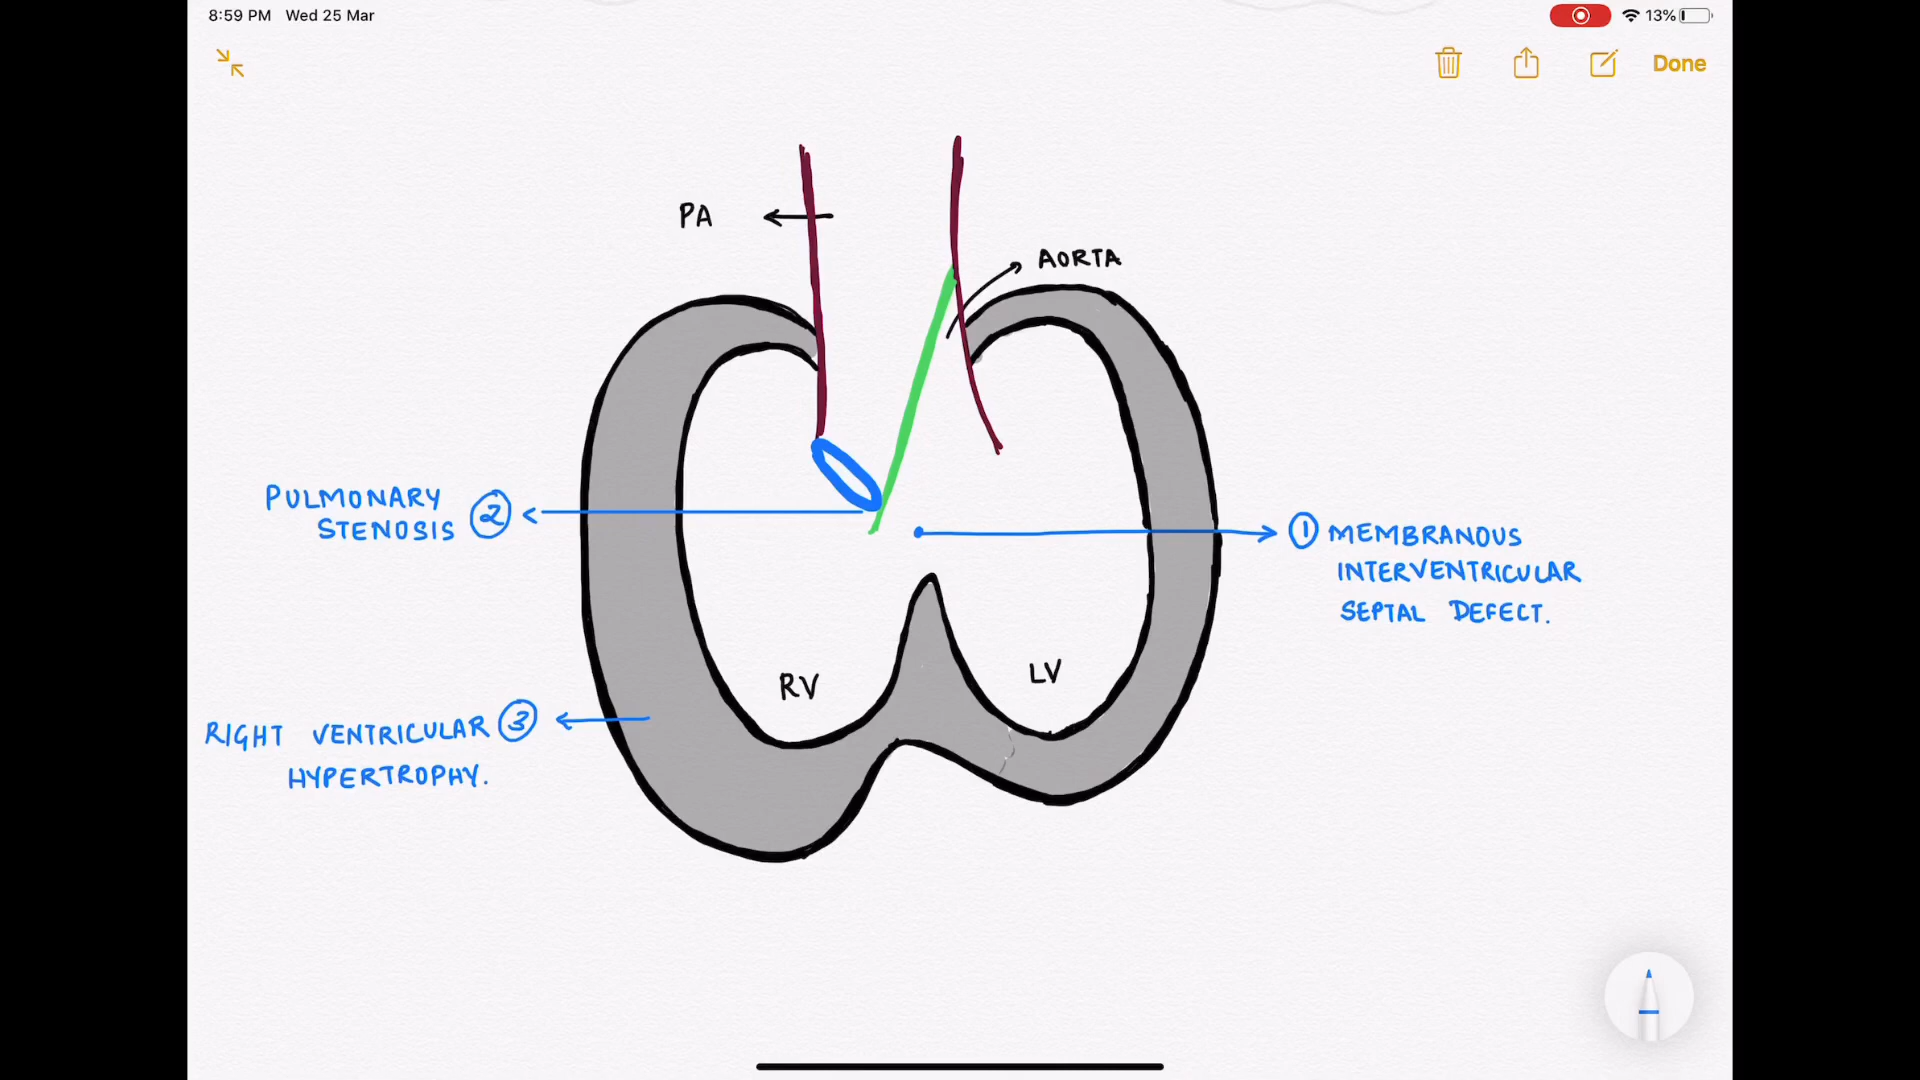 8:59 PM Wed 25 Mar
13%
Done
PA
AORTA
PULMONARY
STENOSIS 2
1 MEMBRANOUS
INTERVENTRICULAR
SEPTAL DEFECT.
RV
LV
RIGHT VENTRICULAR 3
HYPERTROPHY.